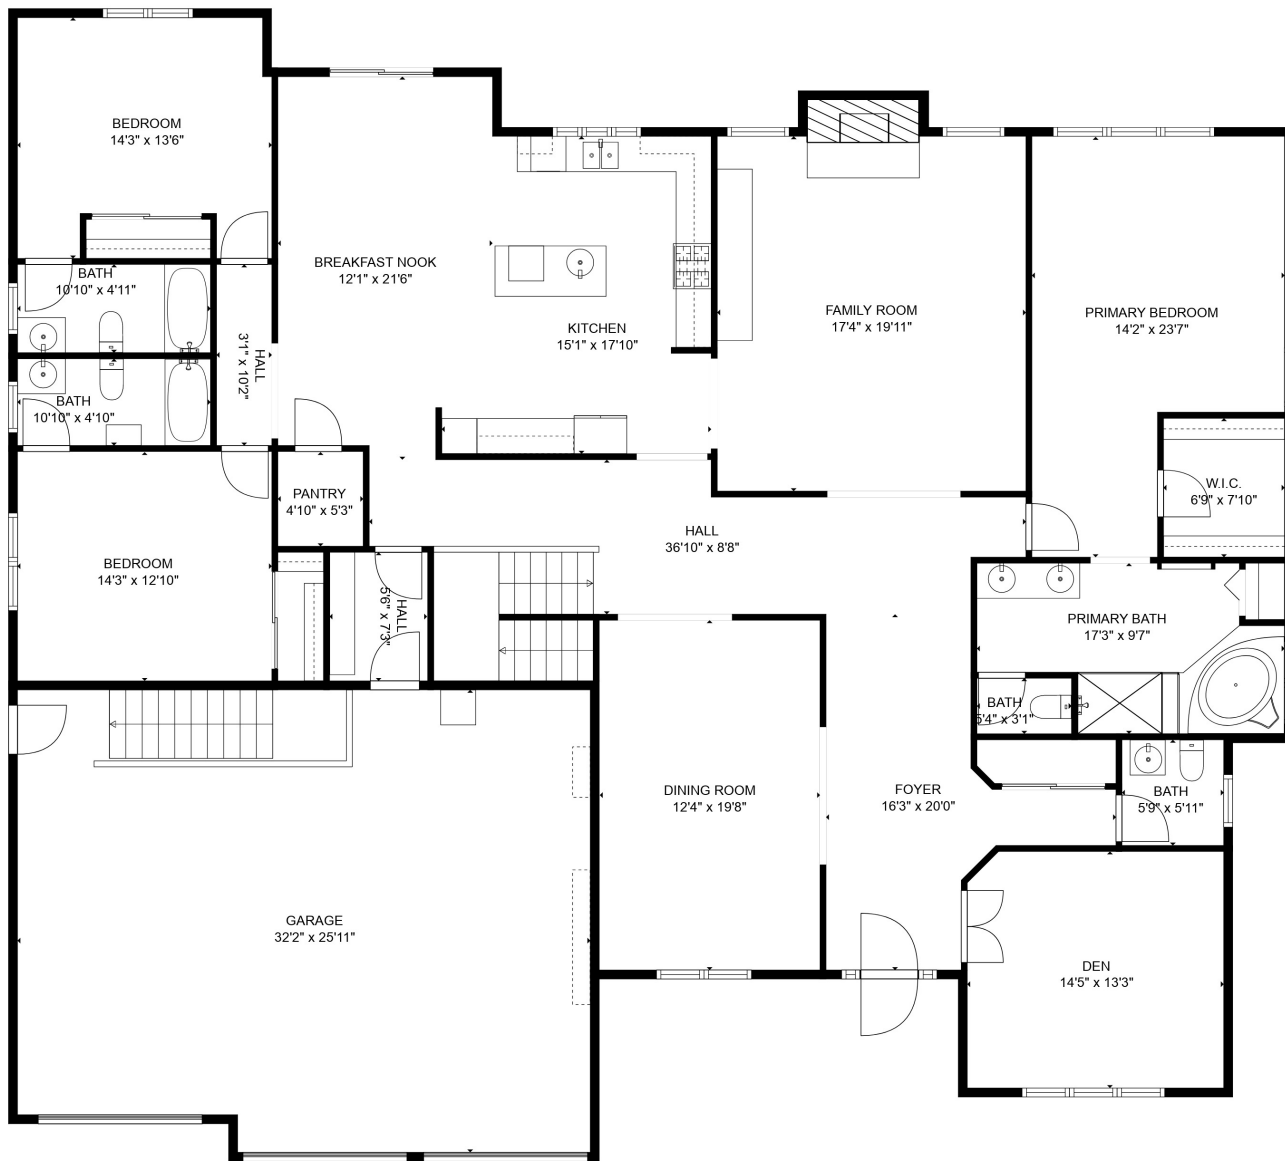 BEDROOM
14'3" x 13'6"
BREAKFAST NOOK
12'1" x 21'6"
BATH
10'10" x 4'11"
KITCHEN
15'1" x 17'10"
FAMILY ROOM
17'4" x 19'11"
PRIMARY BEDROOM
14'2" x 23'7"
HALL
3'1" x 10'2"
BATH
10'10" x 4'10"
PANTRY
4'10" x 5'3"
W.I.C.
6'9" x 7'10"
HALL
36'10" x 8'8"
BEDROOM
14'3" x 12'10"
HALL
5'6" x 7'3"
PRIMARY BATH
17'3" x 9'7"
BATH
5'4" x 3'1"
DINING ROOM
12'4" x 19'8"
FOYER
16'3" x 20'0"
BATH
5'9" x 5'11"
GARAGE
32'2" x 25'11"
DEN
14'5" x 13'3"